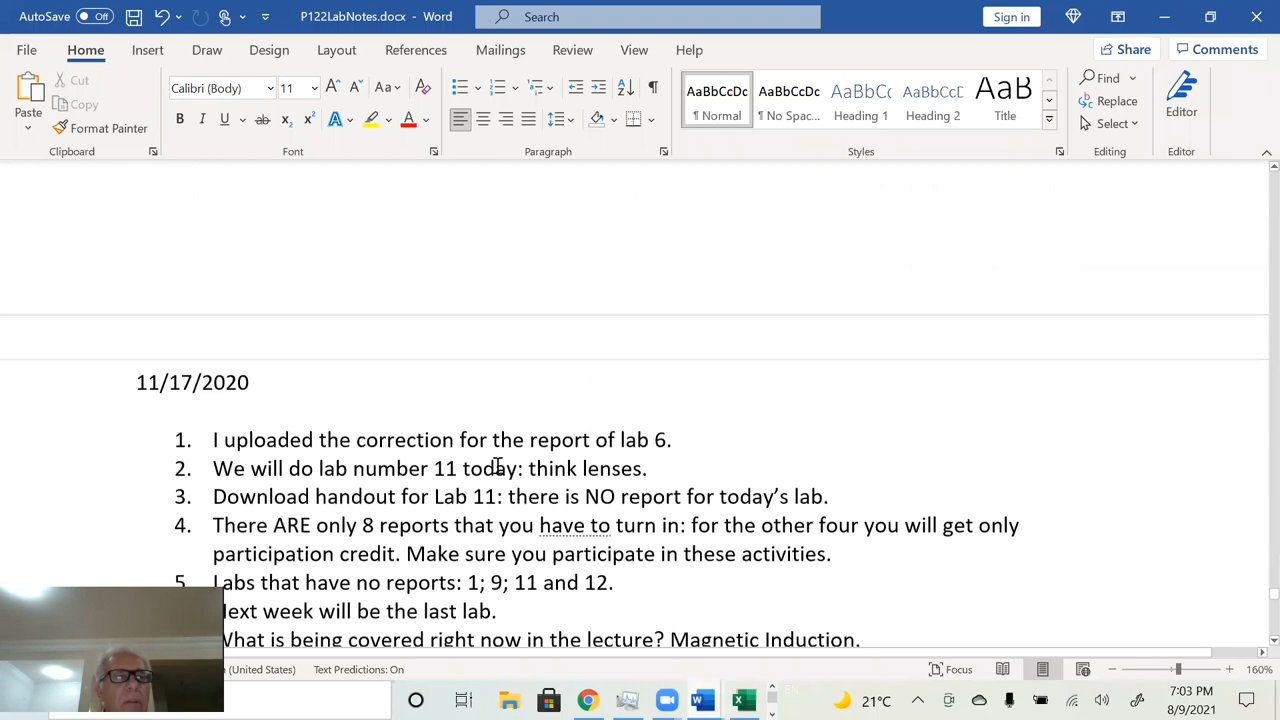 AutoSave Off P122LabNotes.docx - Word Search Sign in
File Home Insert Draw Design Layout References Mailings Review View Help Share Comments
Paste Cut Copy Format Painter
Calibri (Body) 11
AaBbCcDc AaBbCcDc AaBbCc AaBbCcD AaB
¶ Normal ¶ No Spac... Heading 1 Heading 2 Title
Find Replace Select Editor
Clipboard Font Paragraph Styles Editing Editor
11/17/2020
1. I uploaded the correction for the report of lab 6.
2. We will do lab number 11 today: think lenses.
3. Download handout for Lab 11: there is NO report for today’s lab.
4. There ARE only 8 reports that you have to turn in: for the other four you will get only
participation credit. Make sure you participate in these activities.
5. Labs that have no reports: 1; 9; 11 and 12.
Next week will be the last lab.
What is being covered right now in the lecture? Magnetic Induction.
(United States) Text Predictions: On Focus 160%
21°C 7:03 PM
8/9/2021